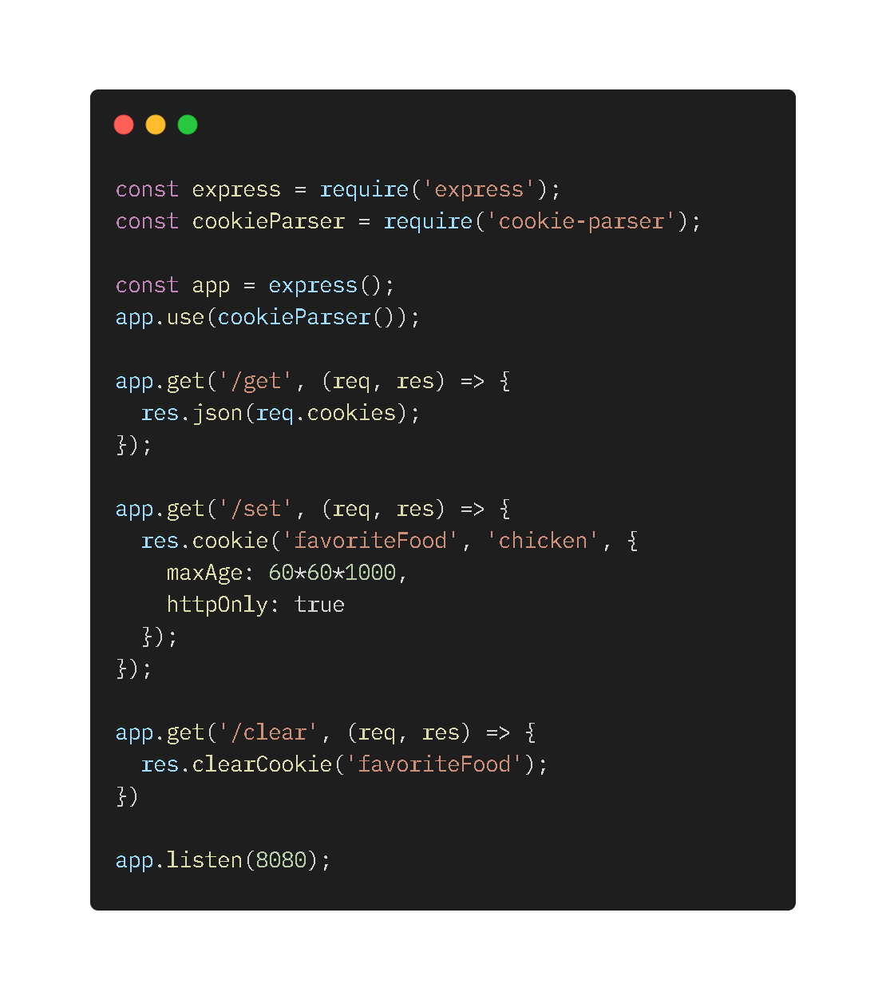 const express = require('express');
const cookieParser = require('cookie-parser');

const app = express();
app.use(cookieParser());

app.get('/get', (req, res) => {
  res.json(req.cookies);
});

app.get('/set', (req, res) => {
  res.cookie('favoriteFood', 'chicken', {
    maxAge: 60*60*1000,
    httpOnly: true
  });
});

app.get('/clear', (req, res) => {
  res.clearCookie('favoriteFood');
})

app.listen(8080);